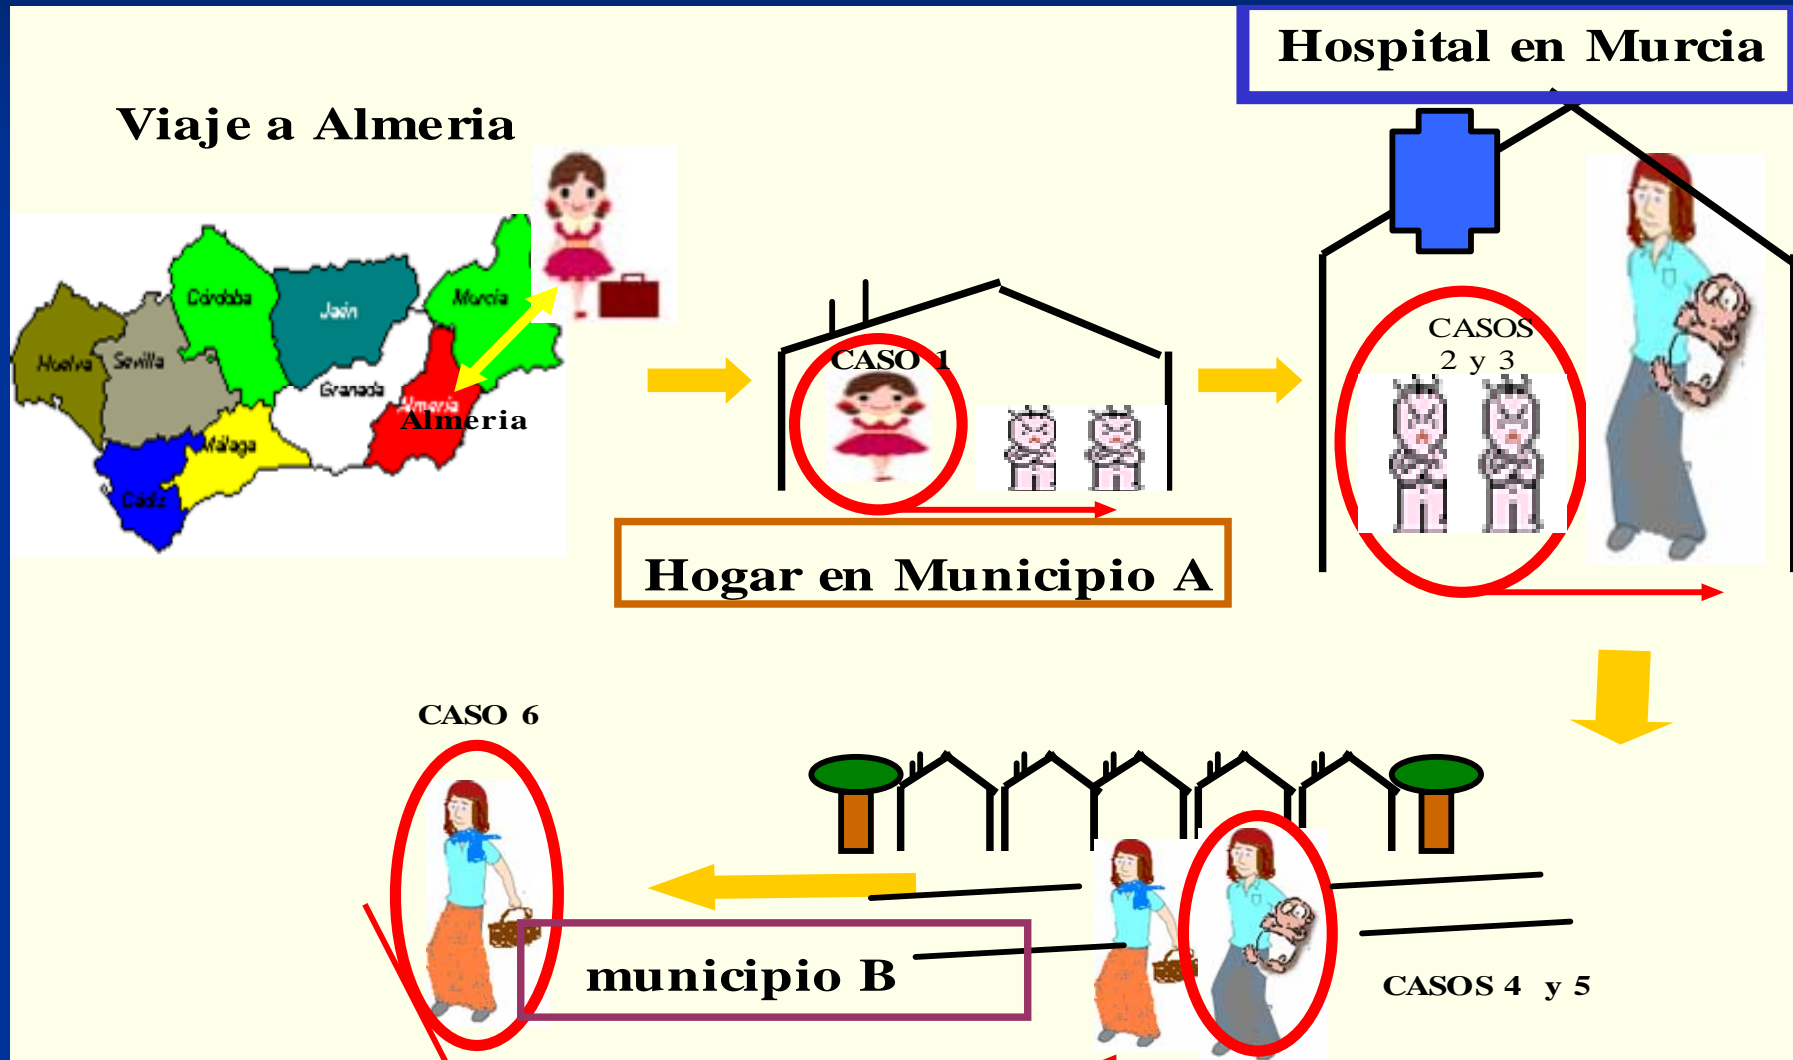 Hospital en Murcia
Viaje a Almeria
Córdoba
Jaén
Murcia
Huelva
Sevilla
Granada
Almería
Almeria
Málaga
Cádiz
CASO 1
CASOS
2 y 3
Hogar en Municipio A
CASO 6
municipio B
CASOS 4 y 5